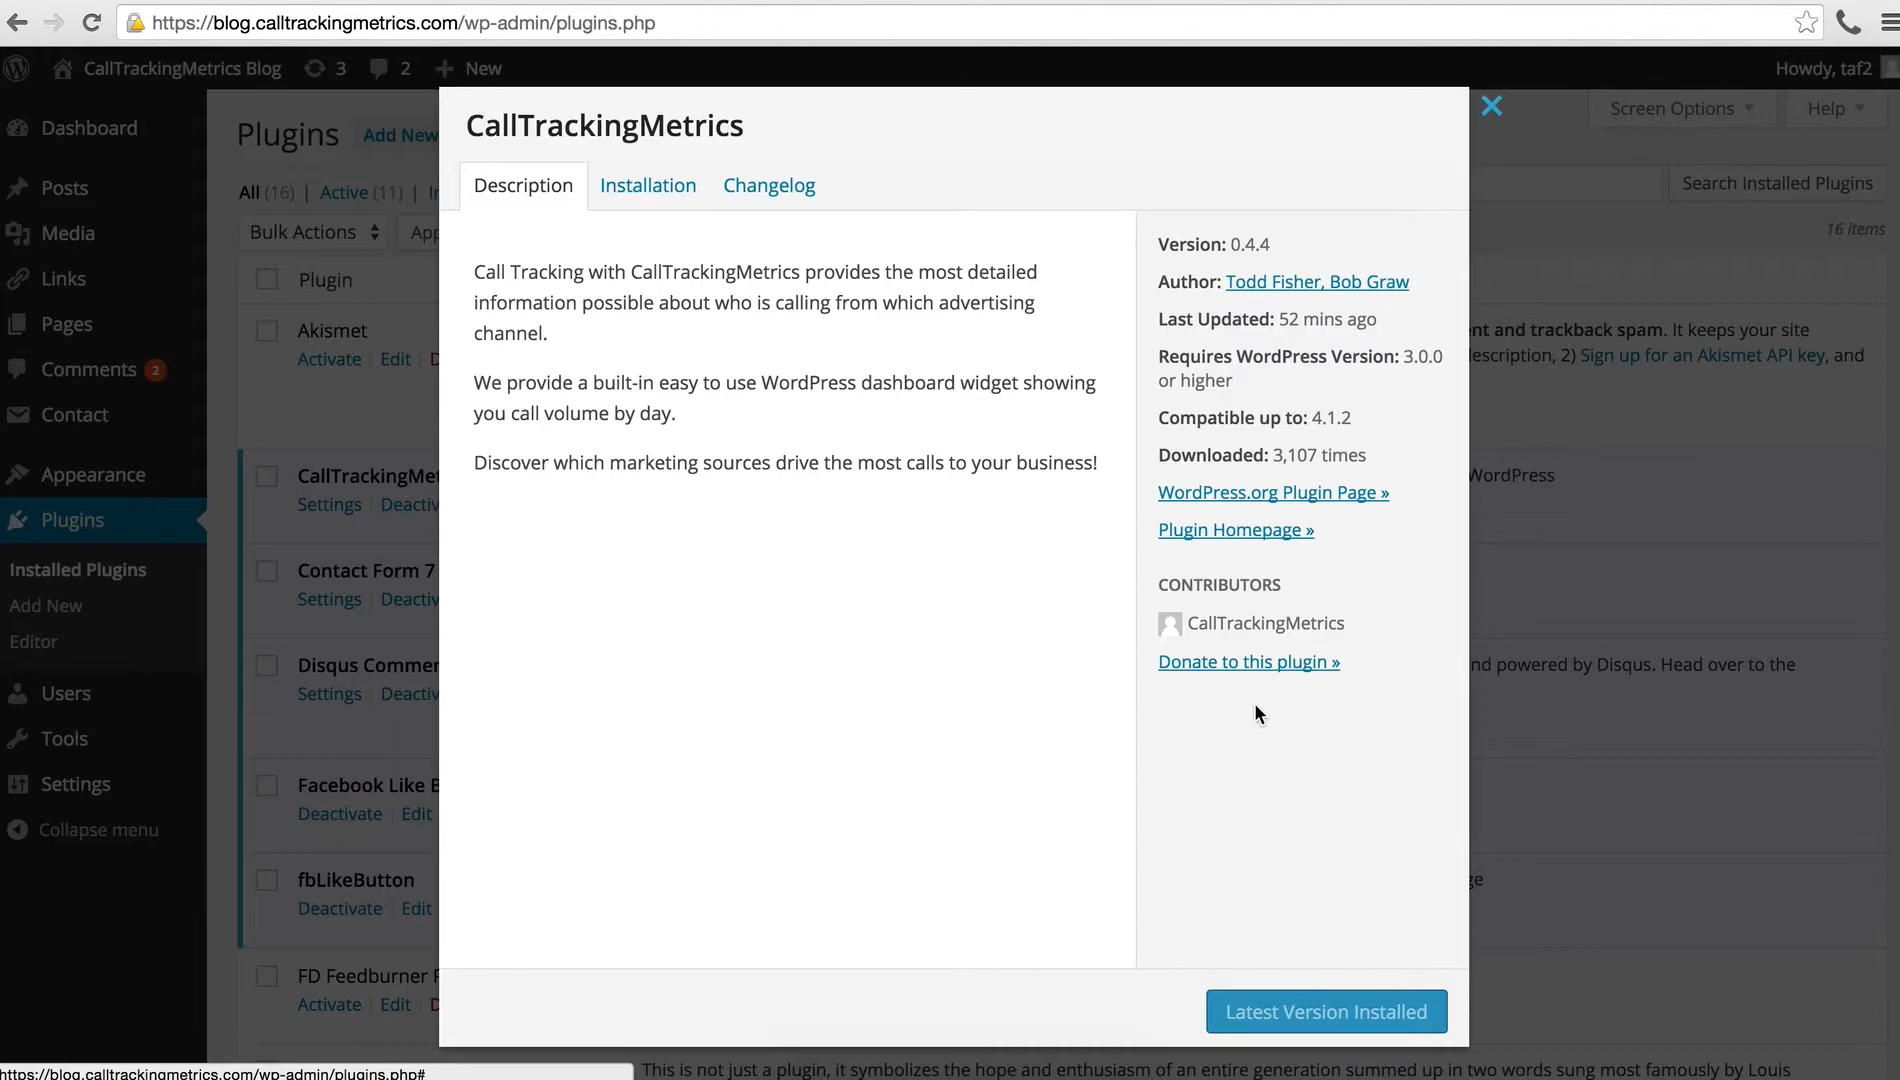 https://blog.calltrackingmetrics.com/wp-admin/plugins.php
CallTrackingMetrics Blog 3 2 New
Howdy, taf2
Dashboard
Posts
Media
Links
Pages
Comments 2
Contact
Appearance
Plugins
Installed Plugins
Add New
Editor
Users
Tools
Settings
Collapse menu
Plugins Add New
Screen Options Help
All (16) | Active (11) |
Search Installed Plugins
Bulk Actions
16 items
Plugin
Akismet
Activate | Edit |
nt and trackback spam. It keeps your site
escription, 2) Sign up for an Akismet API key, and
CallTrackingMet
Settings | Deactiv
WordPress
Contact Form 7
Settings | Deactiv
Disqus Commer
Settings | Deactiv
nd powered by Disqus. Head over to the
Facebook Like B
Deactivate | Edit
fbLikeButton
Deactivate | Edit
ge
FD Feedburner
Activate | Edit | D
This is not just a plugin, it symbolizes the hope and enthusiasm of an entire generation summed up in two words sung most famously by Louis
CallTrackingMetrics
Description Installation Changelog
Call Tracking with CallTrackingMetrics provides the most detailed
information possible about who is calling from which advertising
channel.
We provide a built-in easy to use WordPress dashboard widget showing
you call volume by day.
Discover which marketing sources drive the most calls to your business!
Version: 0.4.4
Author: Todd Fisher, Bob Graw
Last Updated: 52 mins ago
Requires WordPress Version: 3.0.0
or higher
Compatible up to: 4.1.2
Downloaded: 3,107 times
WordPress.org Plugin Page »
Plugin Homepage »
CONTRIBUTORS
CallTrackingMetrics
Donate to this plugin »
Latest Version Installed
https://blog.calltrackingmetrics.com/wp-admin/plugins.php#